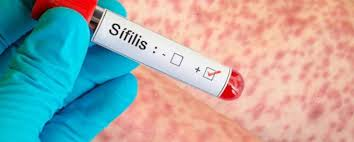 Sífilis : - ☐
+ ☑